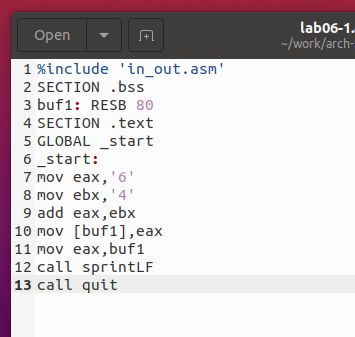 Open
lab06-1.
~/work/arch-
1 %include 'in_out.asm'
2 SECTION .bss
3 buf1: RESB 80
4 SECTION .text
5 GLOBAL _start
6 _start:
7 mov eax,'6'
8 mov ebx,'4'
9 add eax,ebx
10 mov [buf1],eax
11 mov eax,buf1
12 call sprintLF
13 call quit